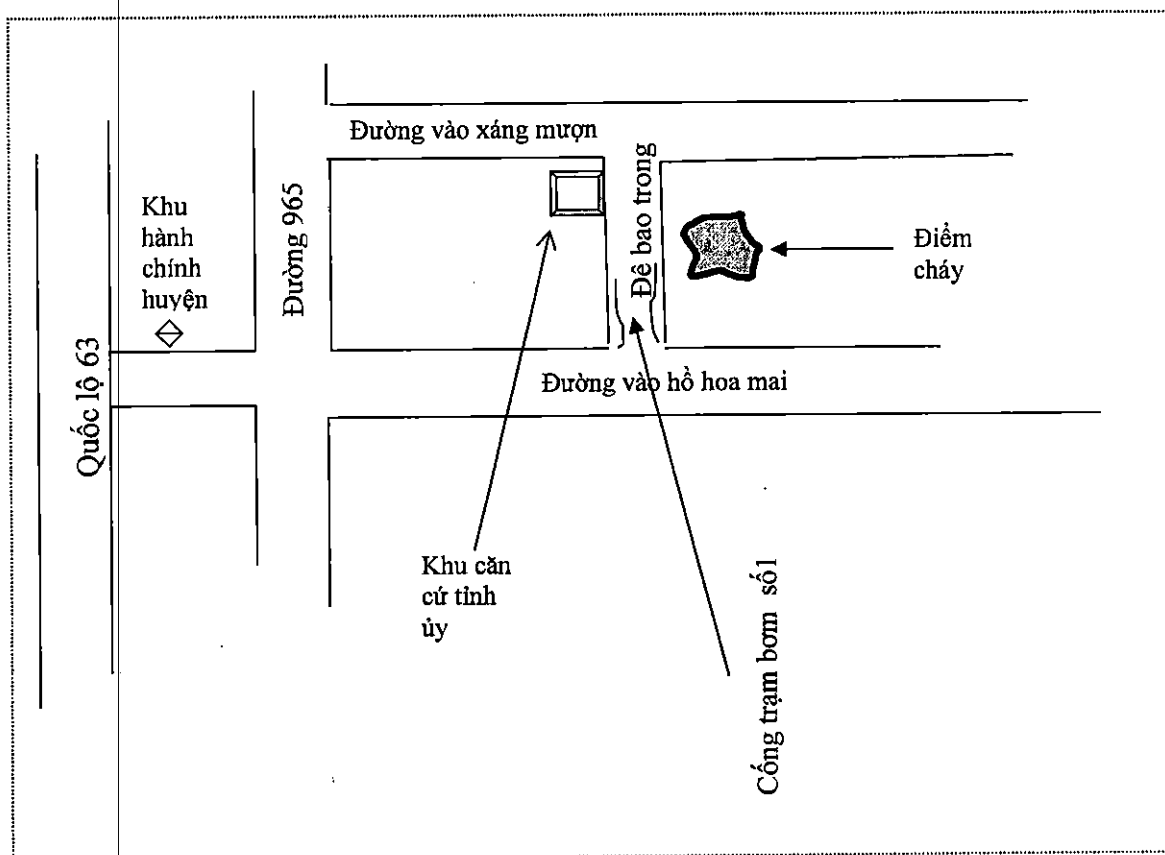 Đường vào xáng mượn
Khu
hành
chính
huyện
Đường 965
Đê bao trong
Điểm
cháy
Quốc lộ 63
Đường vào hồ hoa mai
Khu căn
cứ tỉnh
ủy
Cống trạm bơm số1